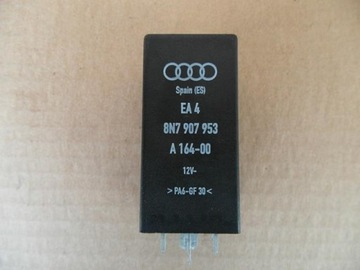 Spain (ES)
EA 4
8N7 907 953
A 164-00
12V-
>PA6-GF 30<